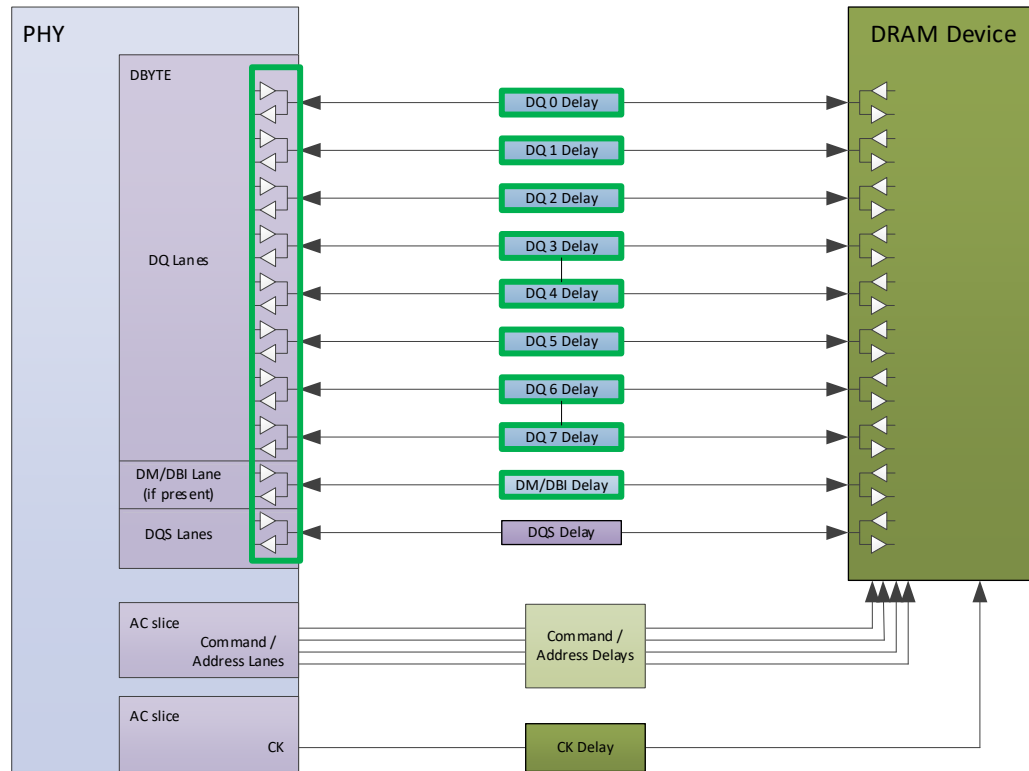 PHY
DRAM Device
DBYTE
DQ 0 Delay
DQ 1 Delay
DQ 2 Delay
DQ Lanes
DQ 3 Delay
DQ 4 Delay
DQ 5 Delay
DQ 6 Delay
DQ 7 Delay
DM/DBI Lane
(if present)
DM/DBI Delay
DQS Lanes
DQS Delay
AC slice
Command /
Address Lanes
Command /
Address Delays
AC slice
CK
CK Delay